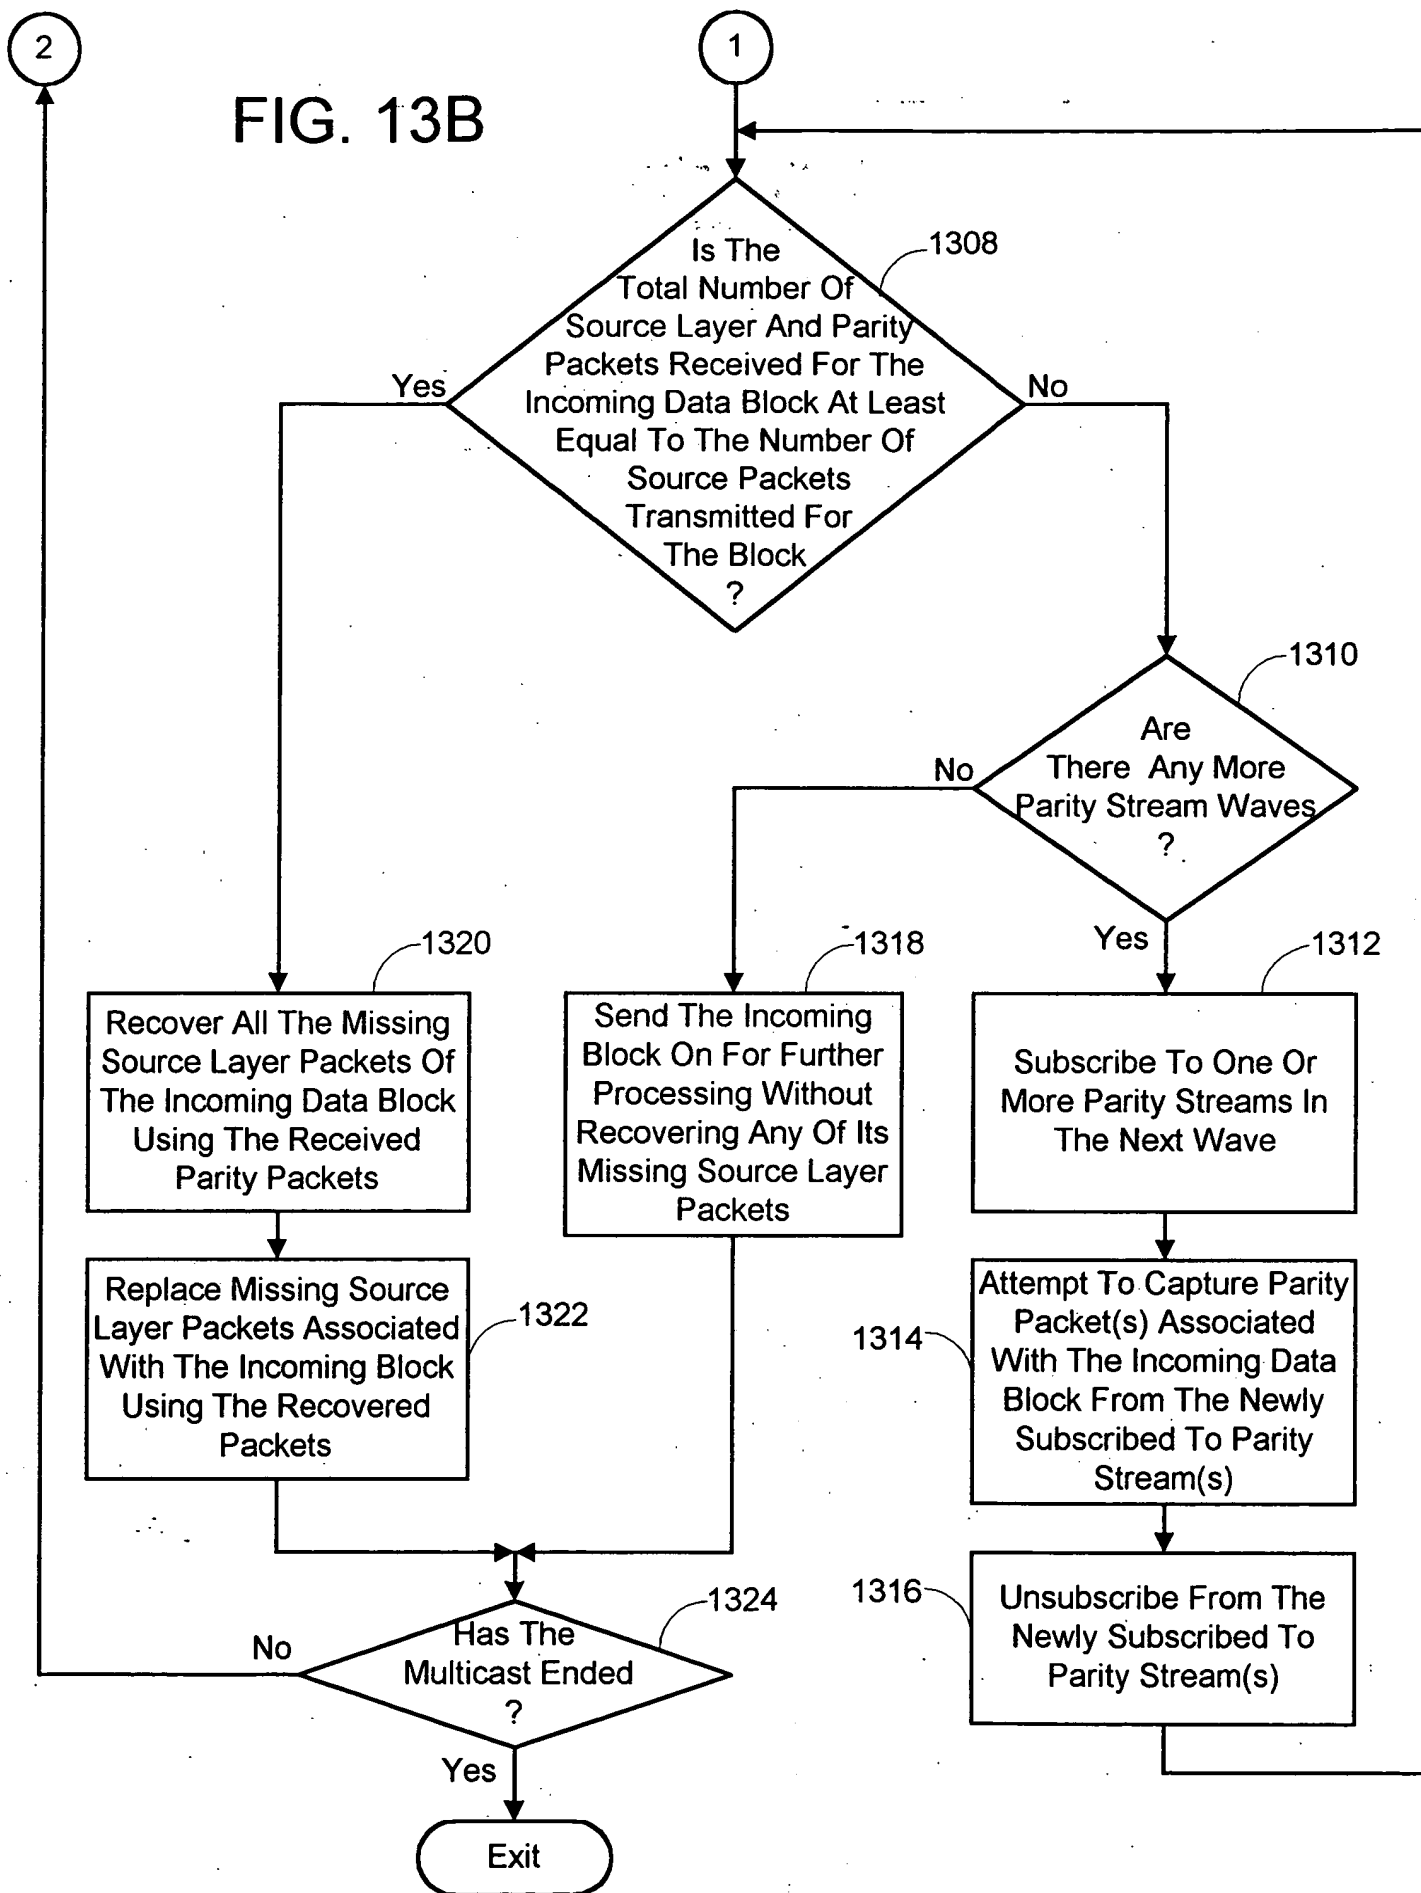 2
1
FIG. 13B
1308
Is The
Total Number Of
Source Layer And Parity
Packets Received For The
Incoming Data Block At Least
Equal To The Number Of
Source Packets
Transmitted For
The Block
?
Yes
No
1310
Are
There Any More
Parity Stream Waves
?
No
Yes
1320
Recover All The Missing
Source Layer Packets Of
The Incoming Data Block
Using The Received
Parity Packets
1318
Send The Incoming
Block On For Further
Processing Without
Recovering Any Of Its
Missing Source Layer
Packets
1312
Subscribe To One Or
More Parity Streams In
The Next Wave
Replace Missing Source
Layer Packets Associated
With The Incoming Block
Using The Recovered
Packets
1322
1314
Attempt To Capture Parity
Packet(s) Associated
With The Incoming Data
Block From The Newly
Subscribed To Parity
Stream(s)
1316
Unsubscribe From The
Newly Subscribed To
Parity Stream(s)
1324
Has The
Multicast Ended
?
No
Yes
Exit